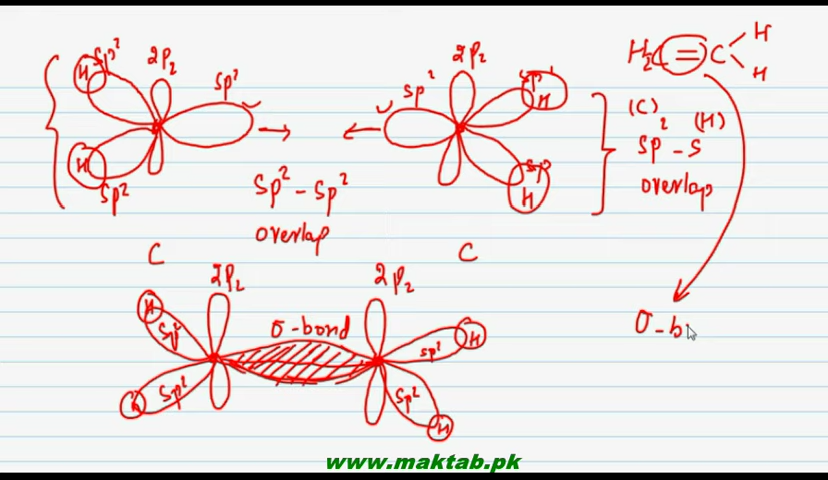 sp² 2Pz sp²
H
H
sp²
2Pz
sp² sp²
H
sp
H
H₂C=C
H
H
(C)
sp² - s (H)
overlap
sp² - sp²
overlap
C C
2Pz 2Pz
σ-bond
H sp²
sp²
sp² H
sp² H
σ-b
www.maktab.pk